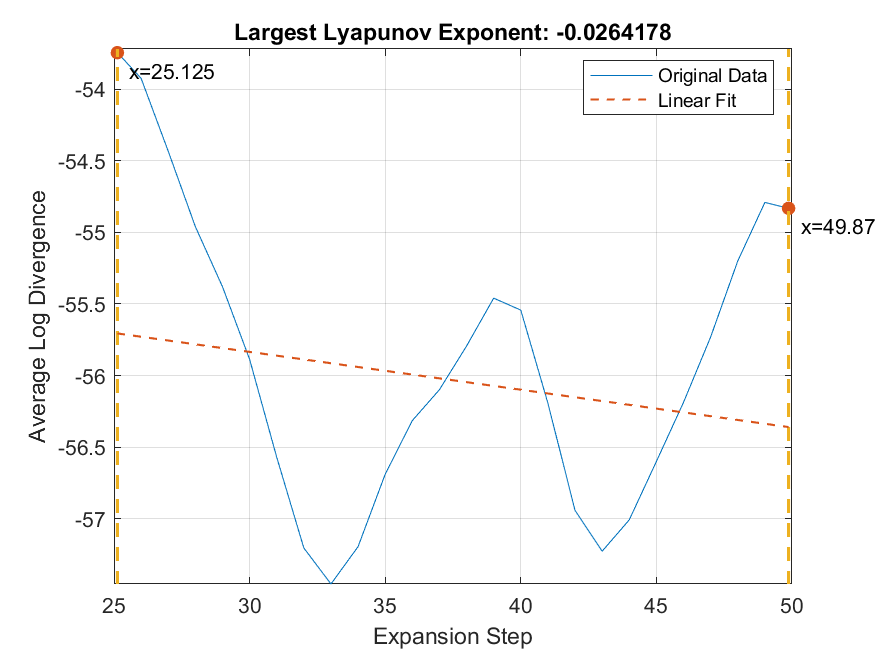 Largest Lyapunov Exponent: -0.0264178
x=25.125
Original Data
Linear Fit
x=49.87
-54
-54.5
-55
-55.5
-56
-56.5
-57
Average Log Divergence
25 30 35 40 45 50
Expansion Step